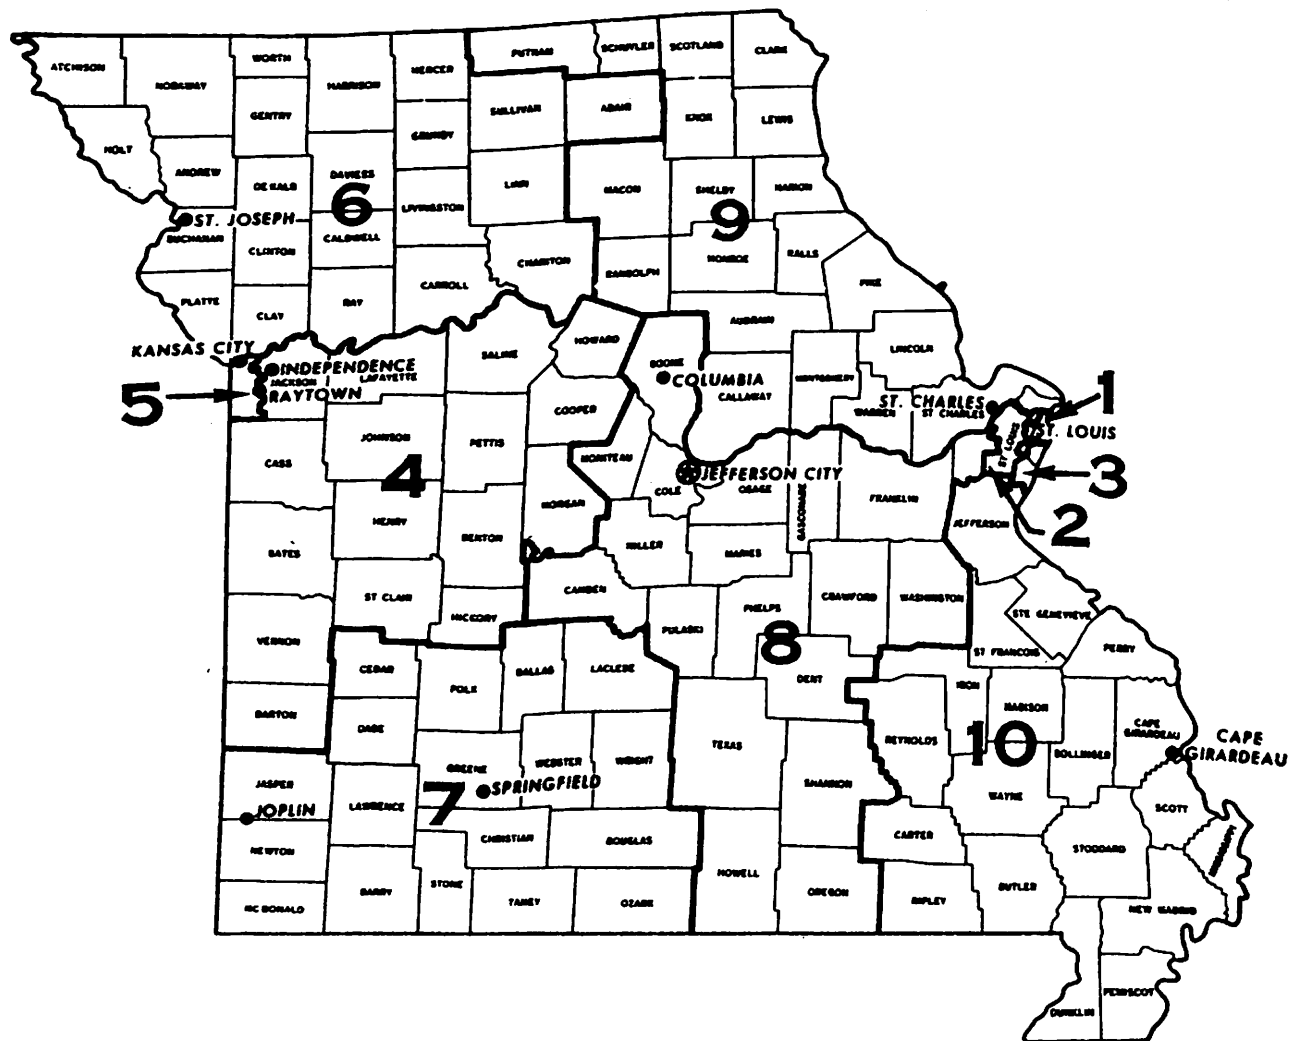 ATCHISON
NODAWAY
WORTH
HARRISON
MERCER
PUTNAM
SCHUYLER
SCOTLAND
CLARK
GENTRY
SULLIVAN
ADAIR
KNOX
LEWIS
HOLT
GRUNDY
ANDREW
DE KALB
DAVIESS
LINN
MACON
SHELBY
MARION
6
LIVINGSTON
9
ST. JOSEPH
BUCHANAN
CLINTON
CALDWELL
CHARITON
RANDOLPH
MONROE
RALLS
PIKE
PLATTE
CLAY
RAY
CARROLL
AUDRAIN
KANSAS CITY
INDEPENDENCE
JACKSON
LAFAYETTE
RAYTOWN
5
SALINE
HOWARD
BOONE
COLUMBIA
CALLAWAY
MONTGOMERY
LINCOLN
WARREN
ST. CHARLES
ST CHARLES
1
ST. LOUIS
ST LOUIS
COOPER
JOHNSON
PETTIS
MONITEAU
CASS
4
JEFFERSON CITY
COLE
OSAGE
GASCONADE
FRANKLIN
3
2
JEFFERSON
HENRY
MORGAN
BENTON
MILLER
MARIES
BATES
ST CLAIR
CAMDEN
HICKORY
PULASKI
PHELPS
CRAWFORD
WASHINGTON
STE GENEVIEVE
8
VERNON
CEDAR
POLK
DALLAS
LACLEDE
DENT
ST FRANCOIS
PERRY
IRON
MADISON
BARTON
DADE
TEXAS
REYNOLDS
10
BOLLINGER
CAPE
GIRARDEAU
CAPE
GIRARDEAU
JASPER
GREENE
WEBSTER
WRIGHT
SHANNON
WAYNE
SCOTT
JOPLIN
LAWRENCE
7
SPRINGFIELD
NEWTON
CHRISTIAN
DOUGLAS
CARTER
STODDARD
MISSISSIPPI
MC DONALD
BARRY
STONE
TANEY
OZARK
HOWELL
OREGON
RIPLEY
BUTLER
NEW MADRID
DUNKLIN
PEMISCOT